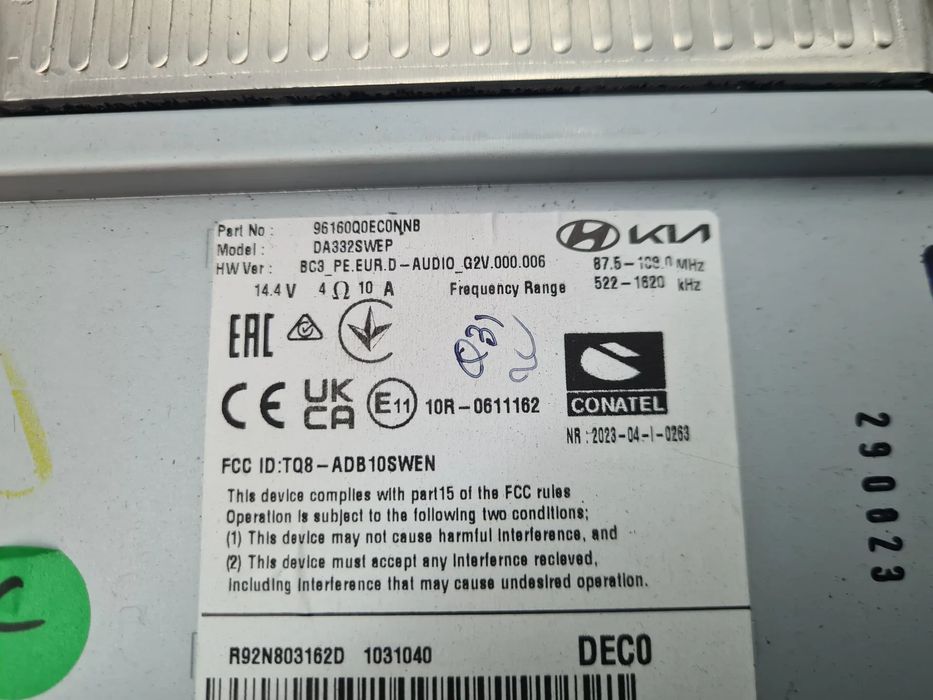 Part No : 96160Q0EC0NNB
Model : DA332SWEP
HW Ver : BC3_PE.EUR.D-AUDIO_G2V.000.006
14.4 V 4 Ω 10 A Frequency Range
KIA
87.5-108.0 MHz
522-1620 kHz
EAC
CE UK CA E11 10R-0611162
CONATEL
NR : 2023-04-I-0263
FCC ID:TQ8-ADB10SWEN
This device complies with part15 of the FCC rules
Operation is subject to the following two conditions;
(1) This device may not cause harmful Interference, and
(2) This device must accept any Interfernce recieved,
including Interference that may cause undesired operation.
R92N803162D 1031040 DECO
290823